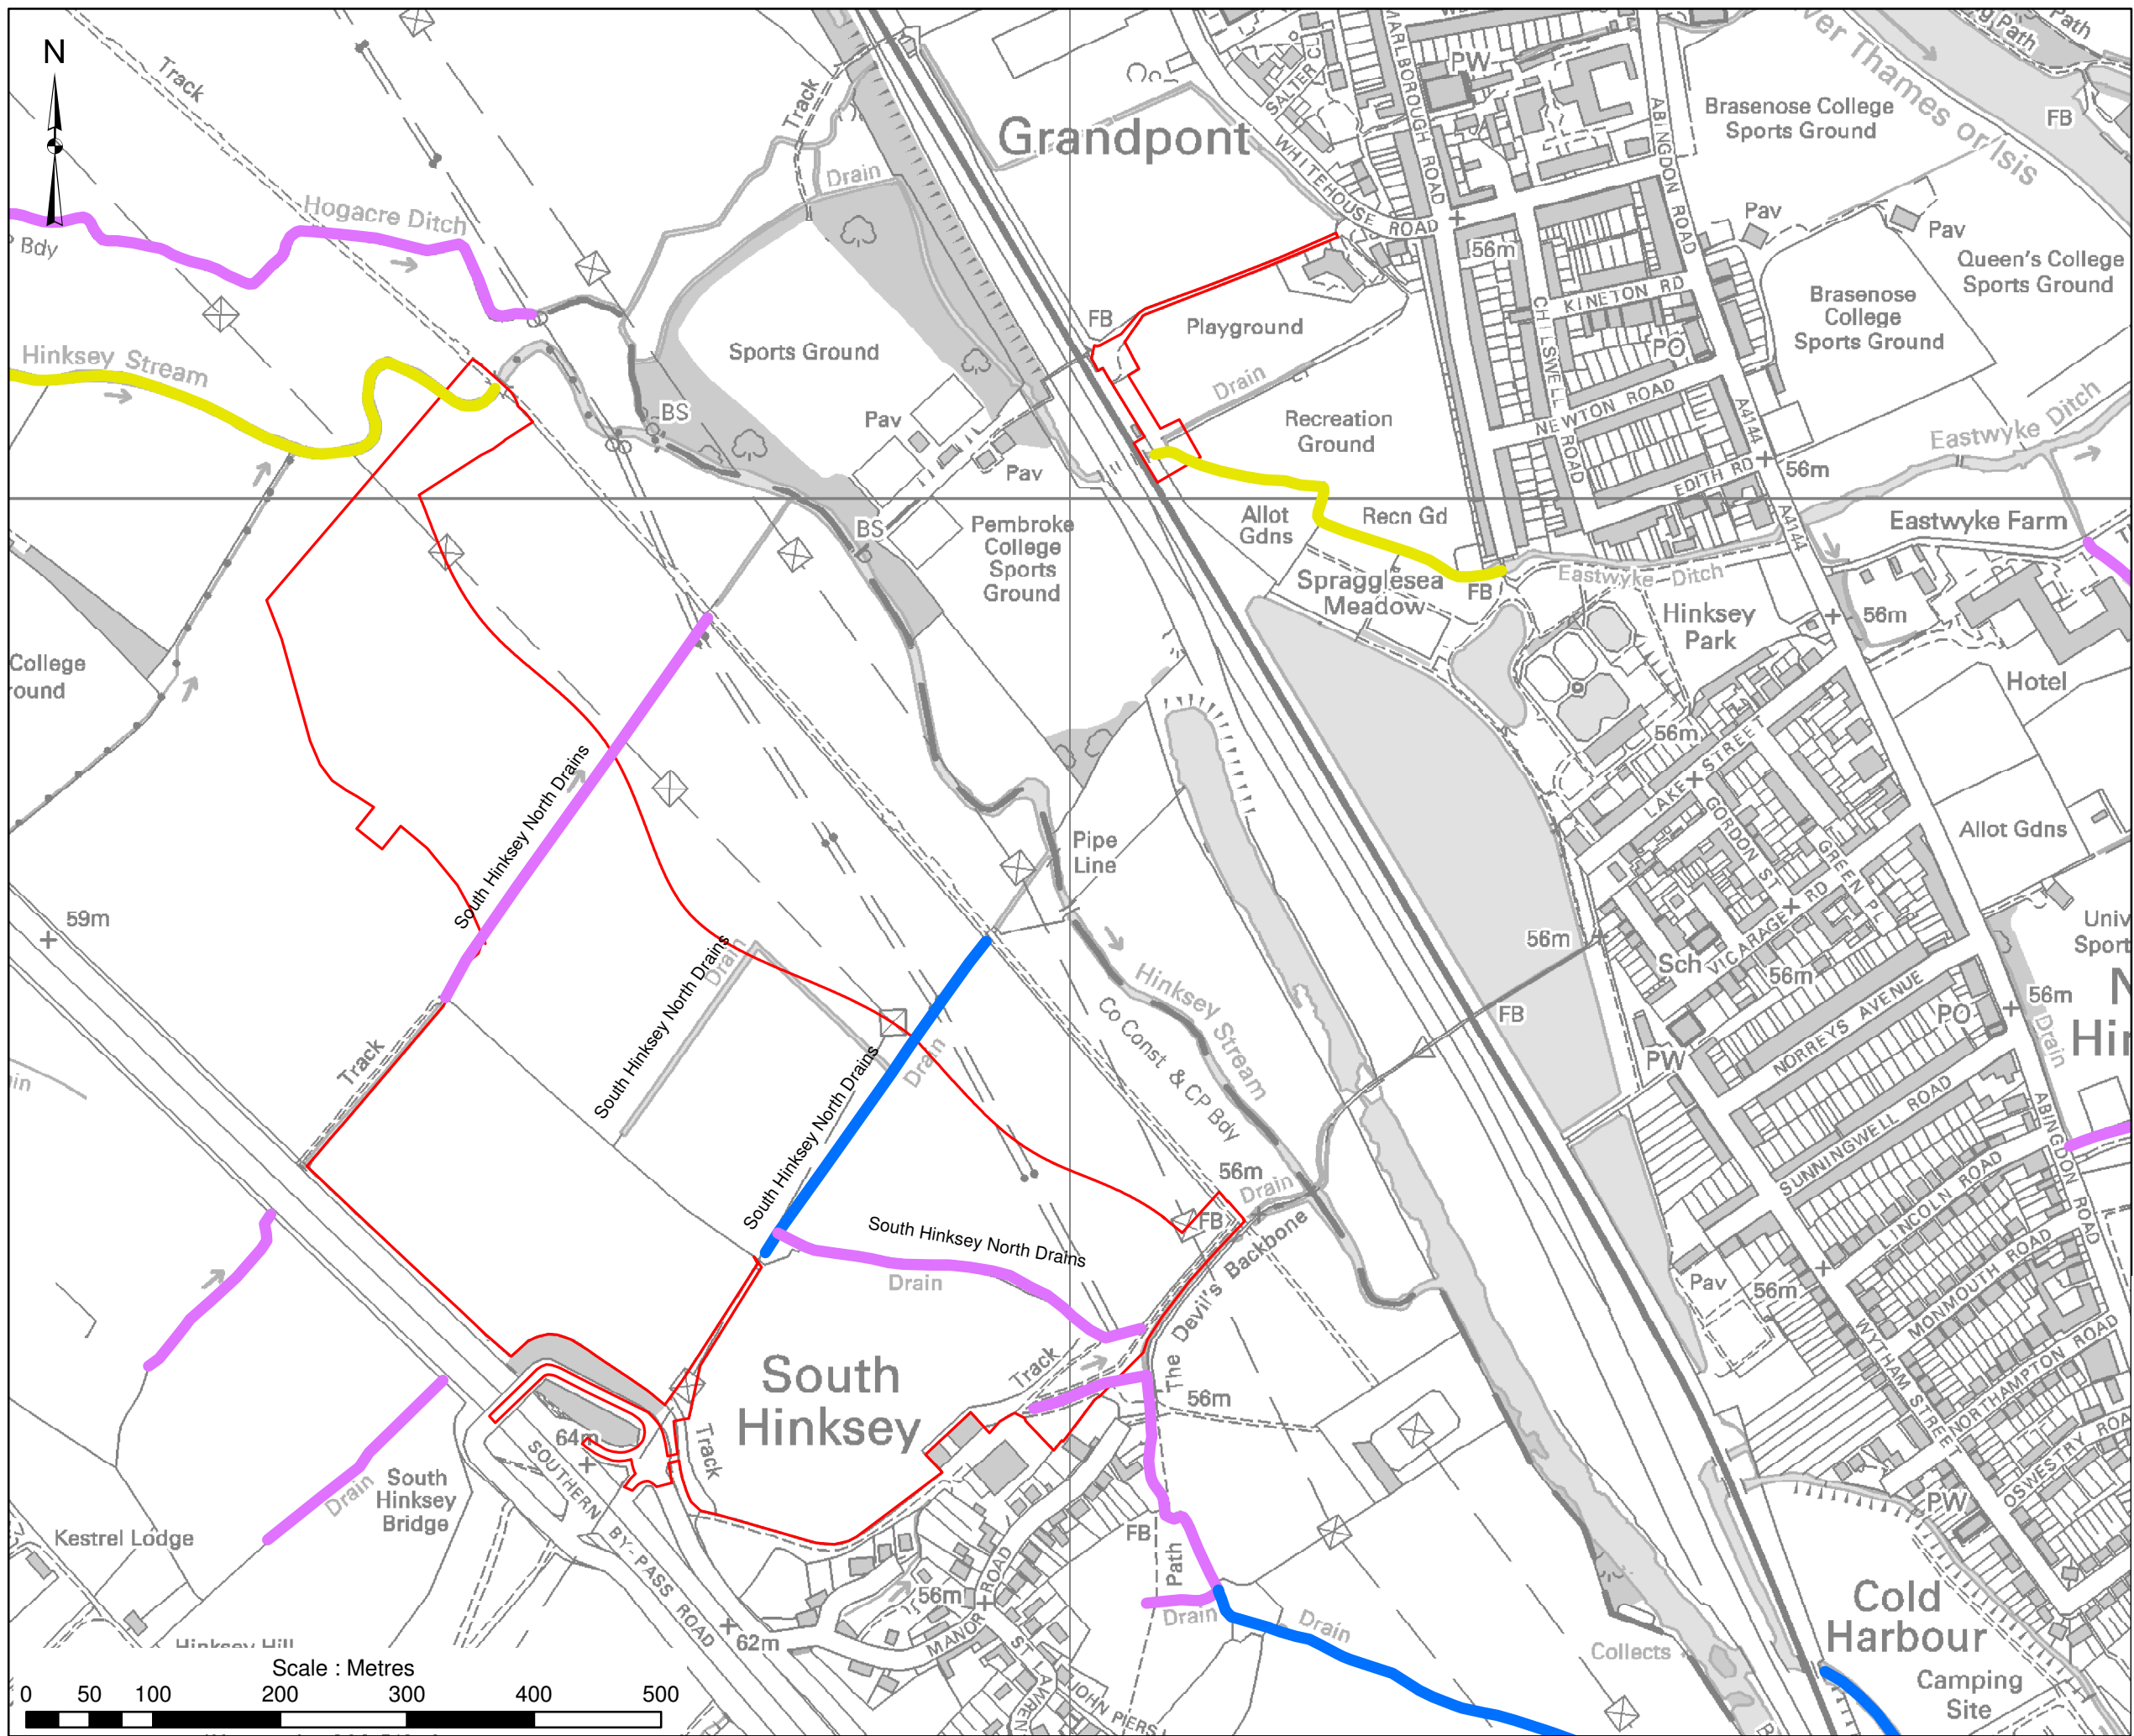 N
Track
Hogacre Ditch
Bdy
Hinksey Stream
Track
Drain
Grandpont
SALTER CL
MARLBOROUGH ROAD
PW
WHITEHOUSE
ROAD
ABINGDON ROAD
Brasenose College
Sports Ground
River Thames or Isis
Path
Path
FB
Pav
Pav
Queen's College
Sports Ground
56m
KINETON RD
Brasenose
College
Sports Ground
PO
CHILSWELL ROAD
NEWTON ROAD
A4144
EDITH RD
56m
Eastwyke Ditch
FB
Playground
Drain
Recreation
Ground
Sports Ground
BS
Pav
Pav
BS
Pembroke
College
Sports
Ground
Allot
Gdns
Recn Gd
Spragglesea
Meadow
FB
Eastwyke Ditch
A4144
Eastwyke Farm
Hinksey
Park
56m
Hotel
College
round
South Hinksey North Drains
56m
LAKE STREET
GORDON ST
GREEN PL
VICARAGE RD
Allot Gdns
Pipe
Line
59m
South Hinksey North Drains
Drain
56m
Sch
56m
Univ
Sport
56m
N
Hin
PO
Drain
NORREYS AVENUE
FB
PW
Hinksey Stream
Co Const & CP Bdy
South Hinksey North Drains
Drain
Track
SUNNINGWELL ROAD
ABINGDON ROAD
LINCOLN ROAD
MONMOUTH ROAD
NORTHAMPTON ROAD
WYTHAM STREET
OSWESTRY ROA
56m
Drain
FB
The Devil's Backbone
South Hinksey North Drains
Drain
Pav
56m
South
Hinksey
Track
56m
64m
Track
SOUTHERN BY-PASS ROAD
South
Hinksey
Bridge
Drain
Kestrel Lodge
Hinksey Hill
PW
FB
Path
Drain
Drain
56m
MANOR ROAD
62m
ST LAWREN
JOHN PIERS
Collects
Cold
Harbour
Camping
Site
Scale : Metres
0 50 100 200 300 400 500